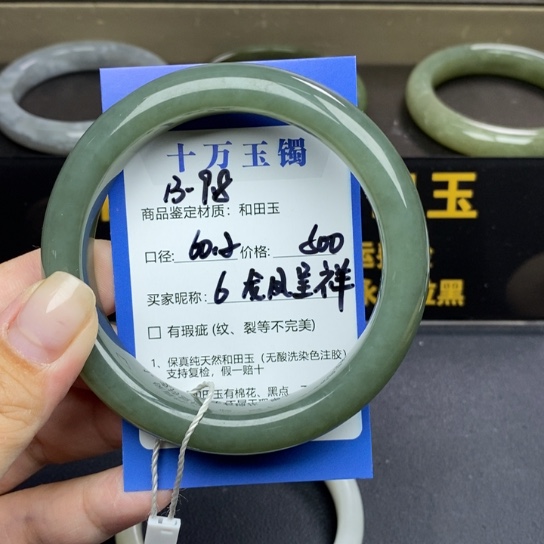 十万玉镯
B-98
商品鉴定材质：和田玉
口径：60.2 价格：600
买家昵称：6 龙凤呈祥
□ 有瑕疵 (纹、裂等不完美)
1、保真纯天然和田玉（无酸洗染色注胶）
支持复检，假一赔十
玉有棉花、黑点
玉